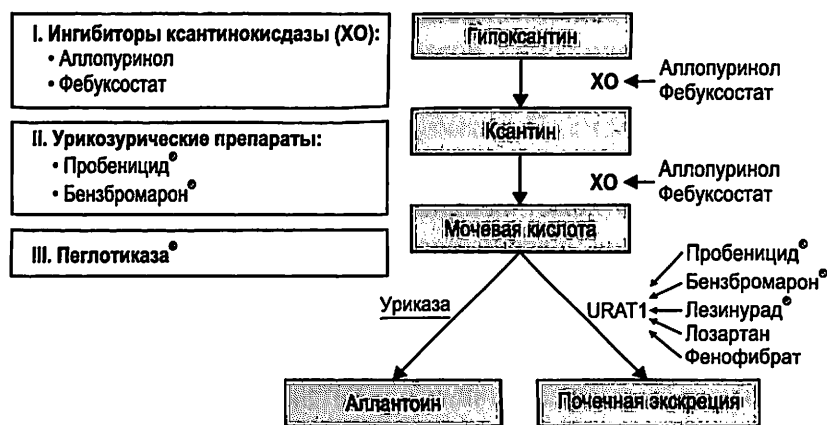 I. Ингибиторы ксантинокисдазы (ХО):
• Аллопуринол
• Фебуксостат
II. Урикозурические препараты:
• Пробеницид℗
• Бензбромарон℗
III. Пеглотиказа℗
Гипоксантин
ХО
Аллопуринол
Фебуксостат
Ксантин
ХО
Аллопуринол
Фебуксостат
Мочевая кислота
Уриказа
URAT1
Пробеницид℗
Бензбромарон℗
Лезинурад℗
Лозартан
Фенофибрат
Аллантоин
Почечная экскреция